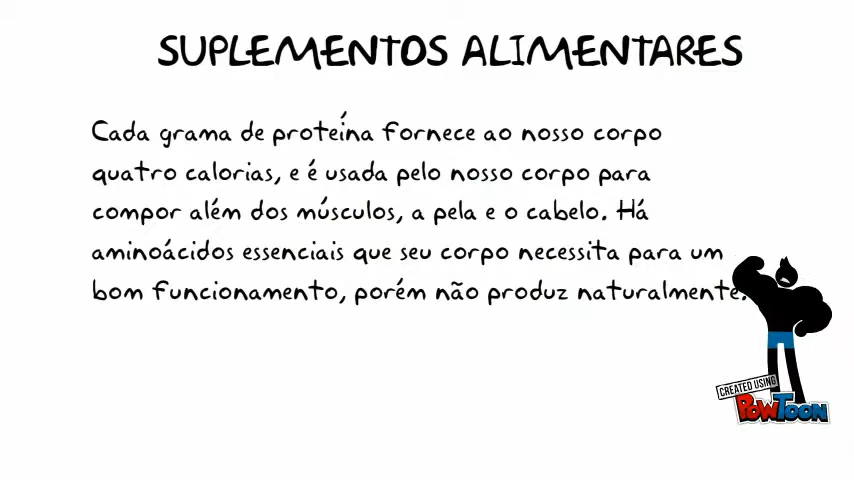 SUPLEMENTOS ALIMENTARES
Cada grama de proteína fornece ao nosso corpo
quatro calorias, e é usada pelo nosso corpo para
compor além dos músculos, a pela e o cabelo. Há
aminoácidos essenciais que seu corpo necessita para um
bom funcionamento, porém não produz naturalmente.
CREATED USING
POWTOON